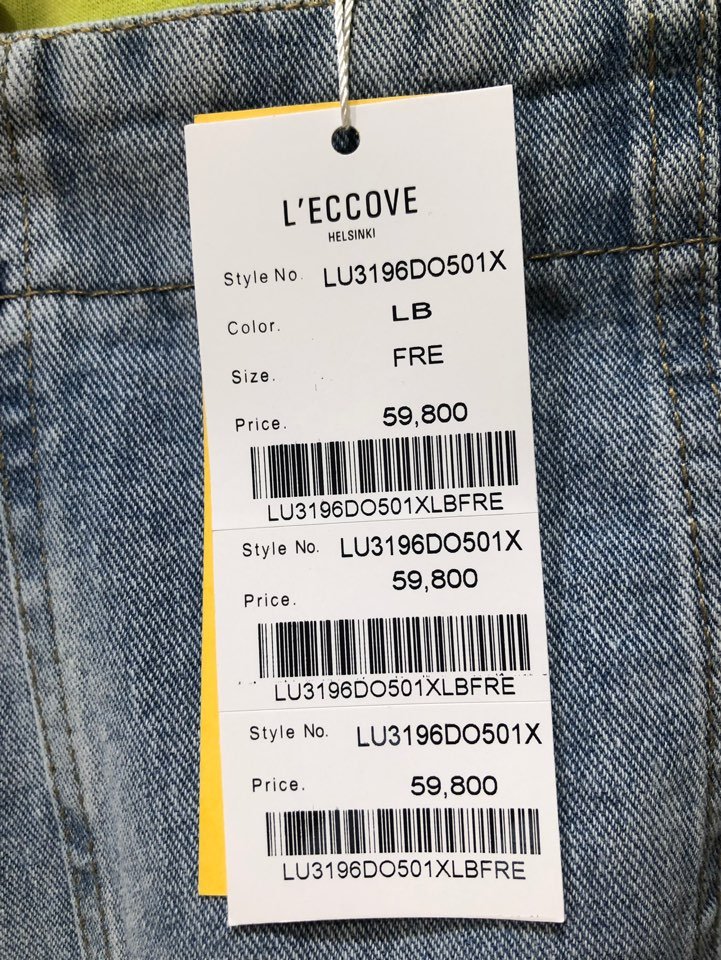 L'ECCOVE
HELSINKI
Style No. LU3196DO501X
Color. LB
Size. FRE
Price. 59,800
LU3196DO501XLBFRE
Style No. LU3196DO501X
Price. 59,800
LU3196DO501XLBFRE
Style No. LU3196DO501X
Price. 59,800
LU3196DO501XLBFRE